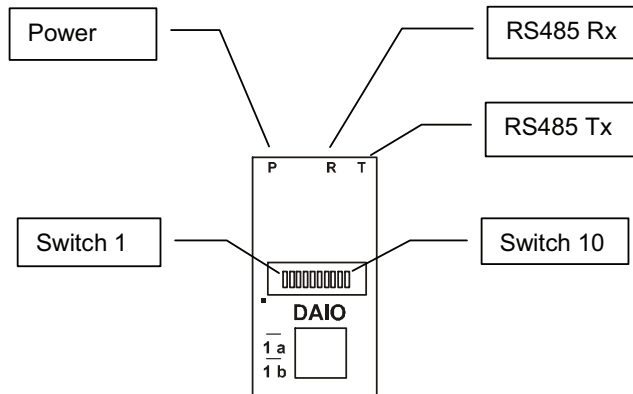 Power
RS485 Rx
RS485 Tx
P R T
Switch 1
Switch 10
DAIO
1 a
1 b